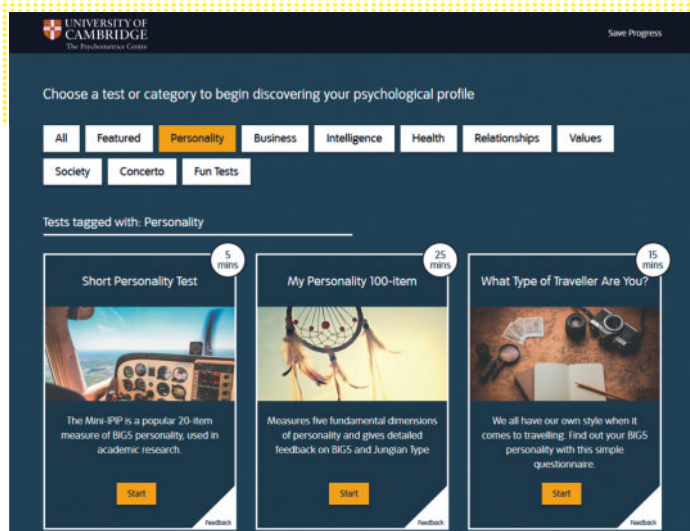 UNIVERSITY OF
CAMBRIDGE
The Psychometrics Centre
Save Progress
Choose a test or category to begin discovering your psychological profile
All Featured Personality Business Intelligence Health Relationships Values
Society Concerto Fun Tests
Tests tagged with: Personality
5
mins
Short Personality Test
The Mini-IPIP is a popular 20-item
measure of BIG5 personality, used in
academic research.
Start
Feedback
25
mins
My Personality 100-item
Measures five fundamental dimensions
of personality and gives detailed
feedback on BIG5 and Jungian Type
Start
15
mins
What Type of Traveller Are You?
We all have our own style when it
comes to travelling. Find out your BIG5
personality with this simple
questionnaire.
Start
Feedback